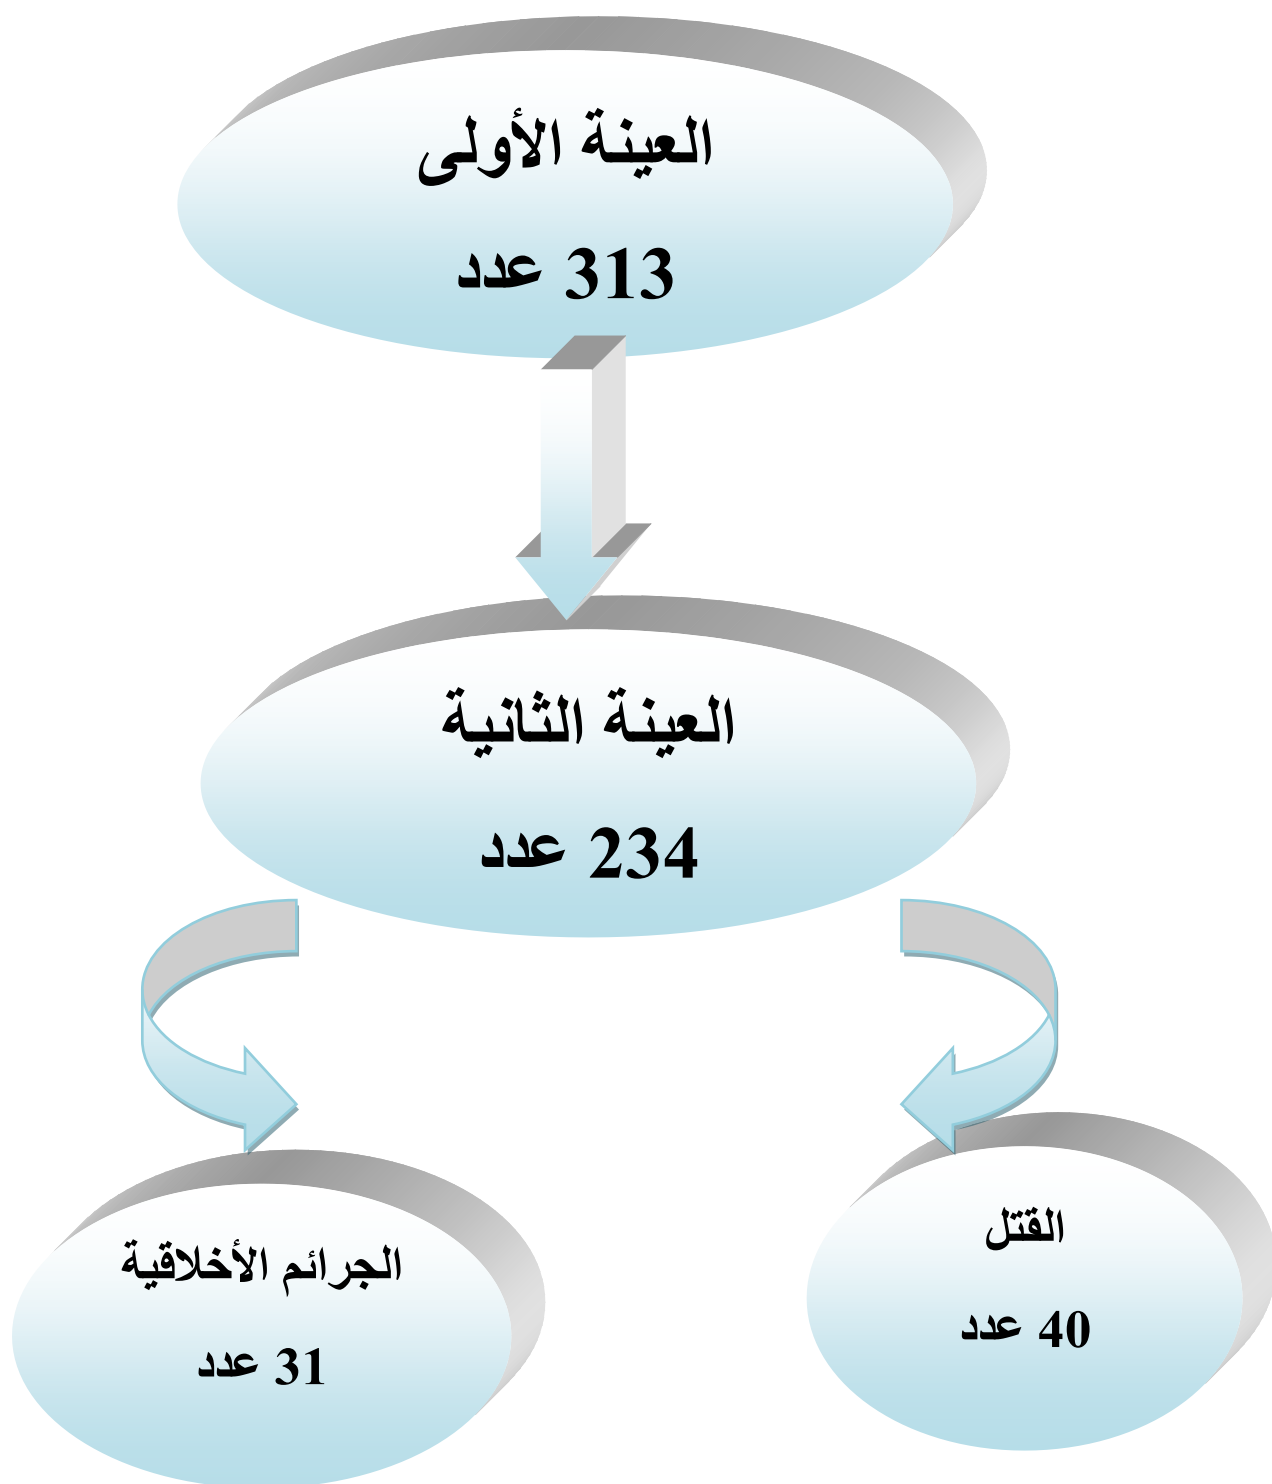 العينة الأولى
313 عدد
العينة الثانية
234 عدد
القتل
40 عدد
الجرائم الأخلاقية
31 عدد